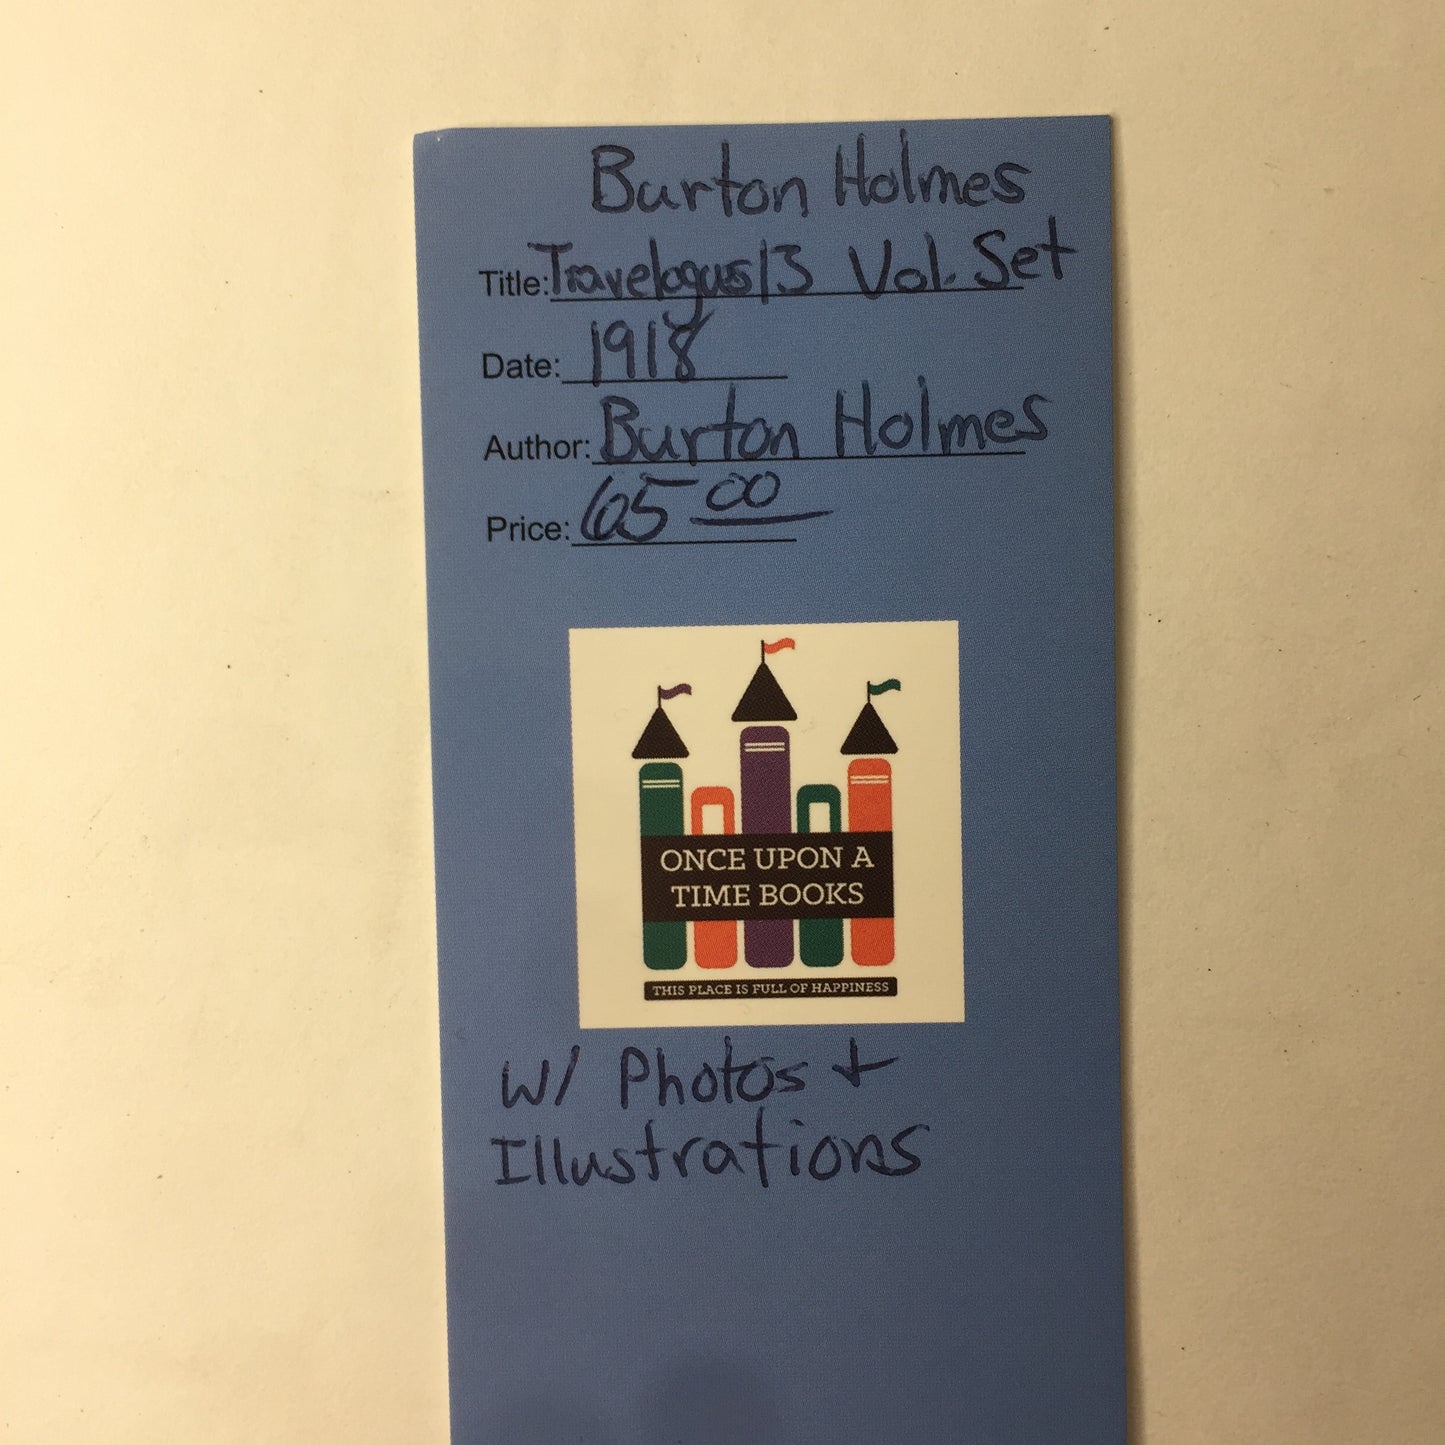 Burton Holmes
Title: Travelogues 13 Vol. Set
Date: 1918
Author: Burton Holmes
Price: 65 00
ONCE UPON A
TIME BOOKS
THIS PLACE IS FULL OF HAPPINESS
W/ Photos +
Illustrations